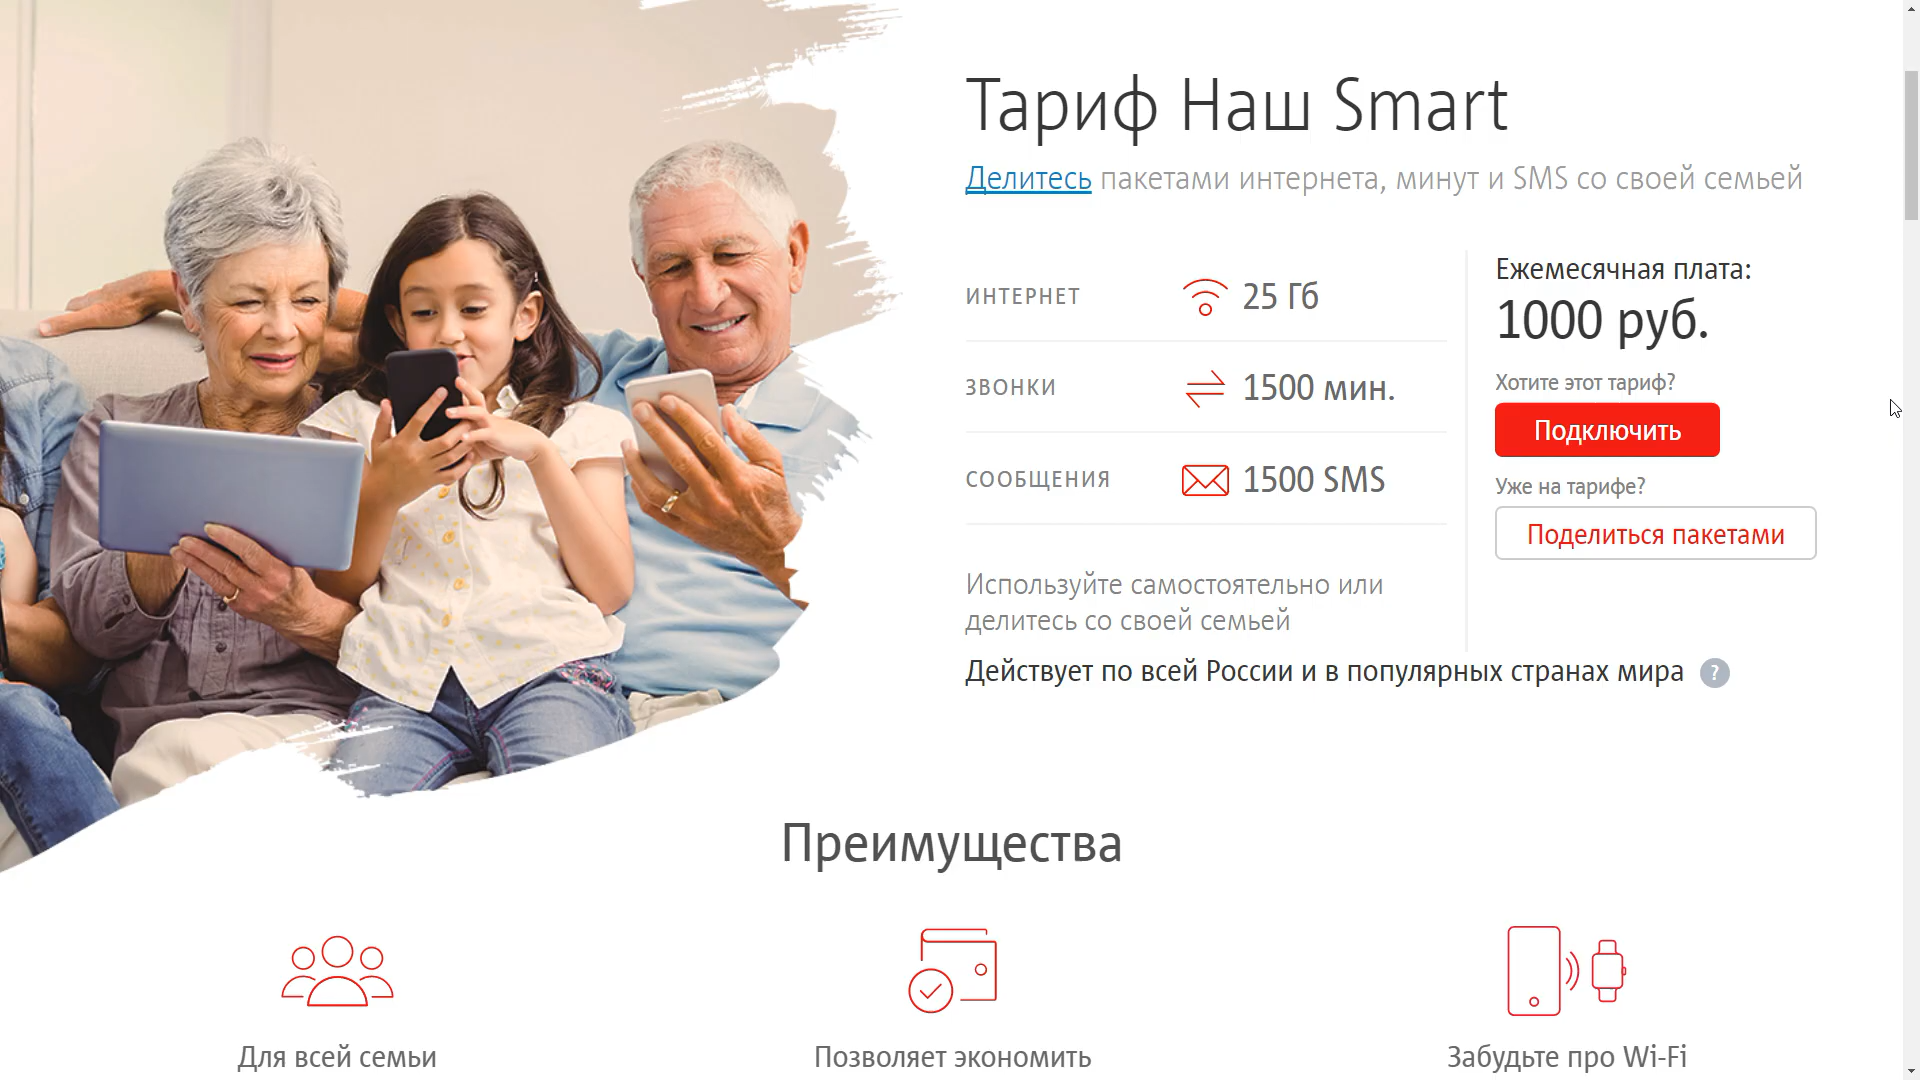 Тариф Наш Smart
Делитесь пакетами интернета, минут и SMS со своей семьей
ИНТЕРНЕТ 25 Гб
ЗВОНКИ 1500 мин.
СООБЩЕНИЯ 1500 SMS
Используйте самостоятельно или
делитесь со своей семьей
Ежемесячная плата:
1000 руб.
Хотите этот тариф?
Подключить
Уже на тарифе?
Поделиться пакетами
Действует по всей России и в популярных странах мира ?
Преимущества
Для всей семьи
Позволяет экономить
Забудьте про Wi-Fi